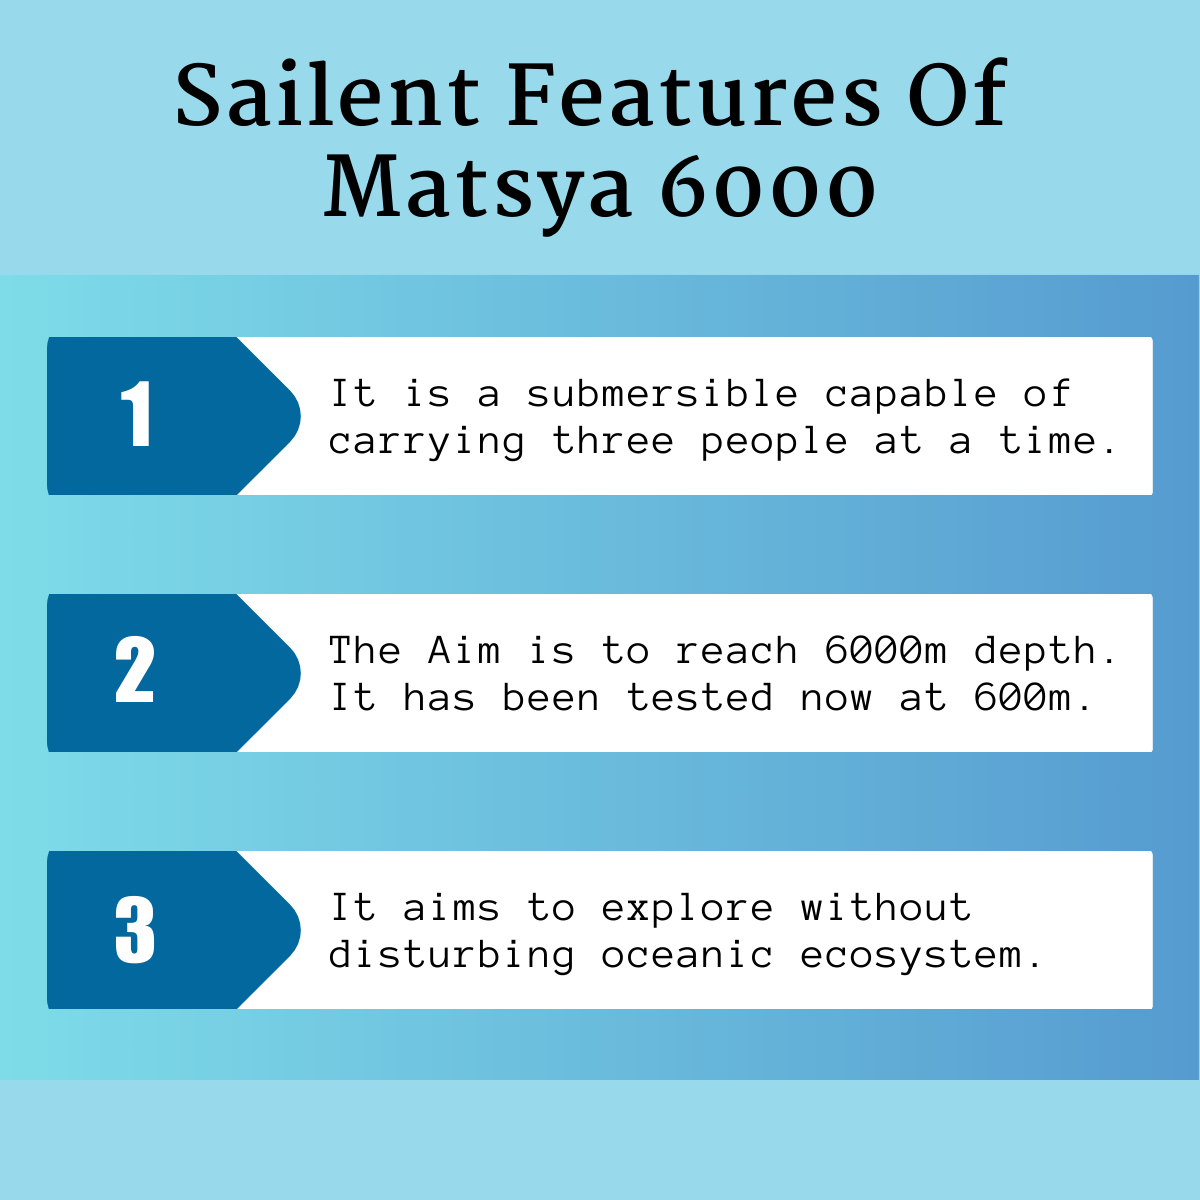 Sailent Features Of
Matsya 6000
1
It is a submersible capable of
carrying three people at a time.
2
The Aim is to reach 6000m depth.
It has been tested now at 600m.
3
It aims to explore without
disturbing oceanic ecosystem.